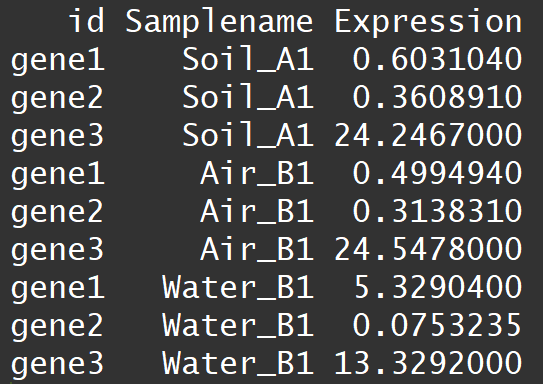 id Samplename Expression
gene1 Soil_A1 0.6031040
gene2 Soil_A1 0.3608910
gene3 Soil_A1 24.2467000
gene1 Air_B1 0.4994940
gene2 Air_B1 0.3138310
gene3 Air_B1 24.5478000
gene1 Water_B1 5.3290400
gene2 Water_B1 0.0753235
gene3 Water_B1 13.3292000